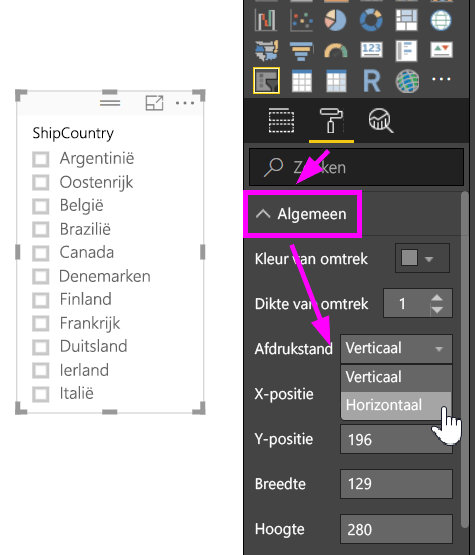 ShipCountry
Argentinië
Oostenrijk
België
Brazilië
Canada
Denemarken
Finland
Frankrijk
Duitsland
Ierland
Italië
123
R
Zoeken
Algemeen
Kleur van omtrek
Dikte van omtrek 1
Afdrukstand Verticaal
Verticaal
X-positie Horizontaal
Y-positie 196
Breedte 129
Hoogte 280